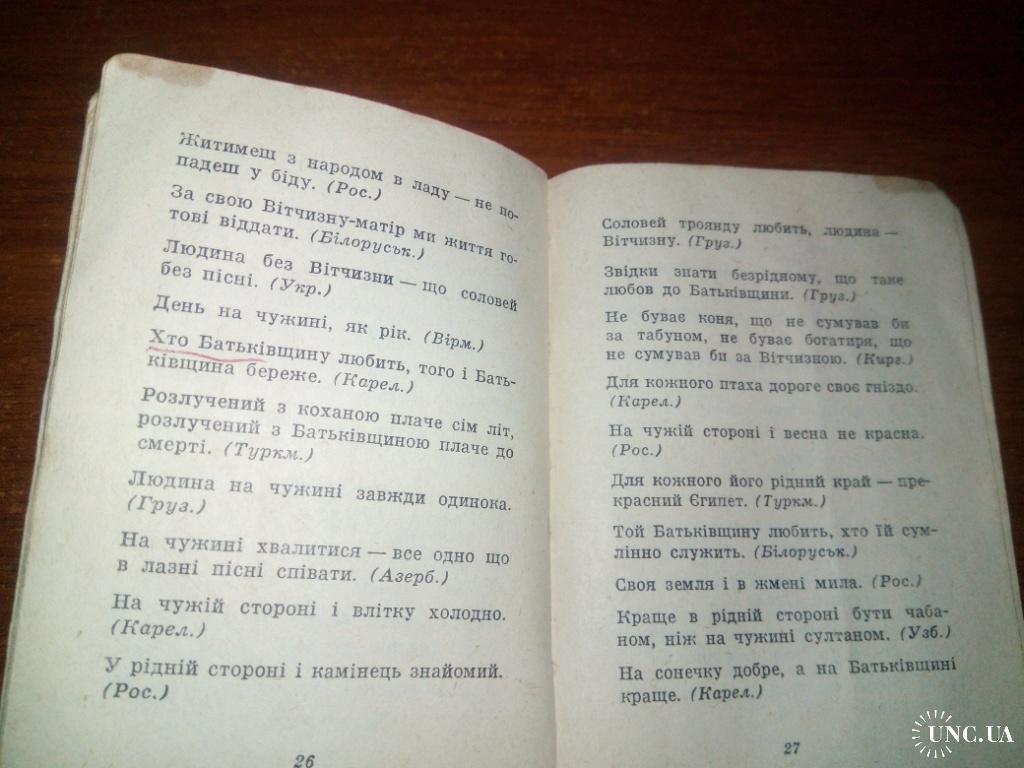 Житимеш з народом в ладу — не по-
падеш у біду. (Рос.)
За свою Вітчизну-матір ми життя го-
тові віддати. (Білоруськ.)
Людина без Вітчизни — що соловей
без пісні. (Укр.)
День на чужині, як рік. (Вірм.)
Хто Батьківщину любить, того і Бать-
ківщина береже. (Карел.)
Розлучений з коханою плаче сім літ,
розлучений з Батьківщиною плаче до
смерті. (Туркм.)
Людина на чужині завжди одинока.
(Груз.)
На чужині хвалитися — все одно що
в лазні пісні співати. (Азерб.)
На чужій стороні і влітку холодно.
(Карел.)
У рідній стороні і камінець знайомий.
(Рос.)
26
Соловей троянду любить, людина —
Вітчизну. (Груз.)
Звідки знати безрідному, що таке
любов до Батьківщини. (Груз.)
Не буває коня, що не сумував би
за табуном, не буває богатиря, що
не сумував би за Вітчизною. (Кирг.)
Для кожного птаха дороге своє гніздо.
(Карел.)
На чужій стороні і весна не красна.
(Рос.)
Для кожного його рідний край — пре-
красний Єгипет. (Туркм.)
Той Батьківщину любить, хто їй сум-
лінно служить. (Білоруськ.)
Своя земля і в жмені мила. (Рос.)
Краще в рідній стороні бути чаба-
ном, ніж на чужині султаном. (Узб.)
На сонечку добре, а на Батьківщині
краще. (Карел.)
27
UNC.UA